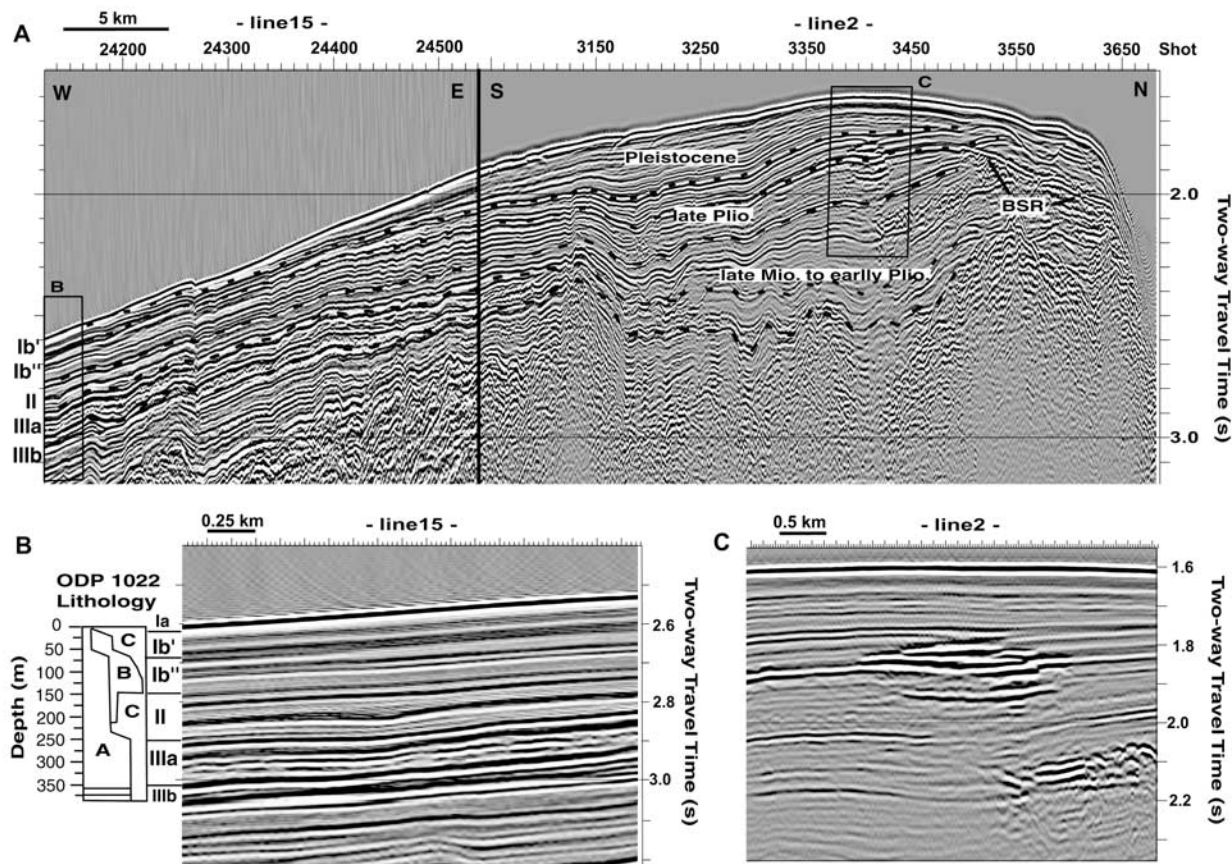 5 km - line15 - - line2 -
A 24200 24300 24400 24500 3150 3250 3350 3450 3550 3650 Shot
W E S C N
Pleistocene
2.0
late Plio.
BSR
late Mio. to earlly Plio.
B
Ib'
Ib"
II
IIIa
IIIb
3.0
Two-way Travel Time (s)
B 0.25 km - line15 -
ODP 1022
Lithology
Depth (m)
0
50
100
150
200
250
300
350
C
B
C
A
Ia
Ib'
Ib"
II
IIIa
IIIb
2.6
2.8
3.0
Two-way Travel Time (s)
C 0.5 km - line2 -
1.6
1.8
2.0
2.2
Two-way Travel Time (s)